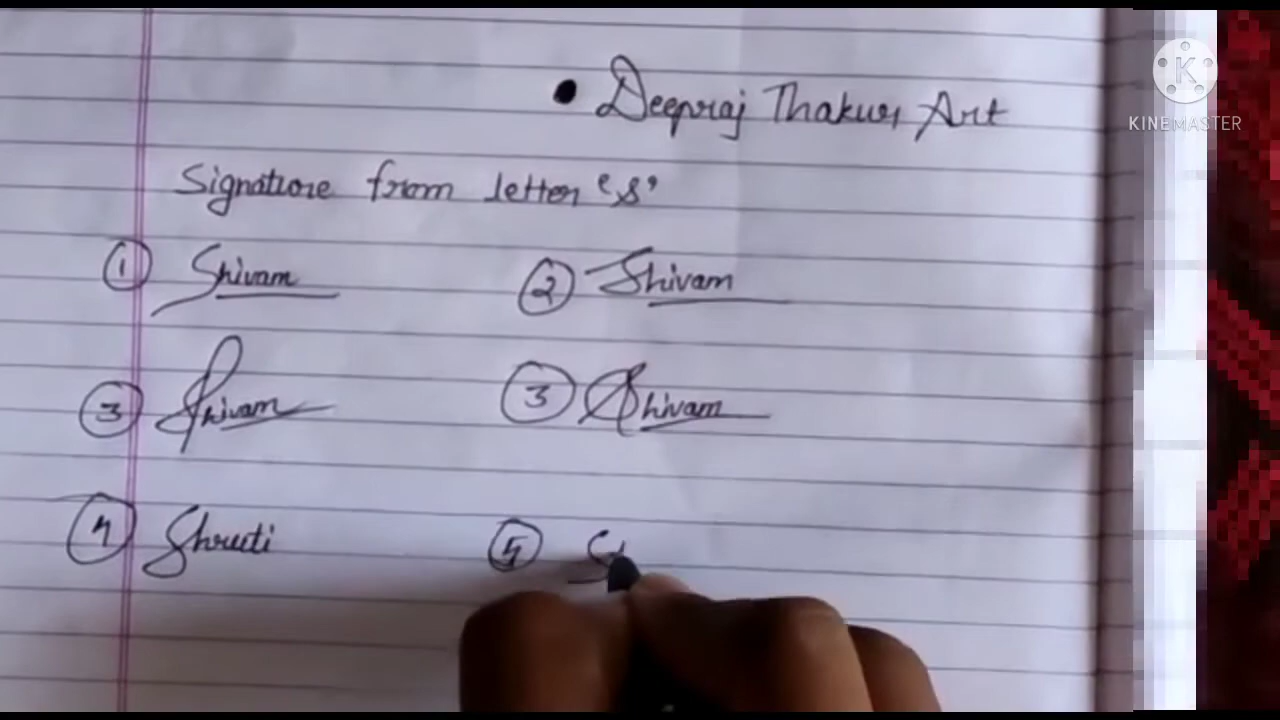 • Deepraj Thakur Art
Signature from letter 'S'
① Shivam ② Shivam
③ Shivam ③ Shivam
④ Shruti ⑤ S
K
KINEMASTER